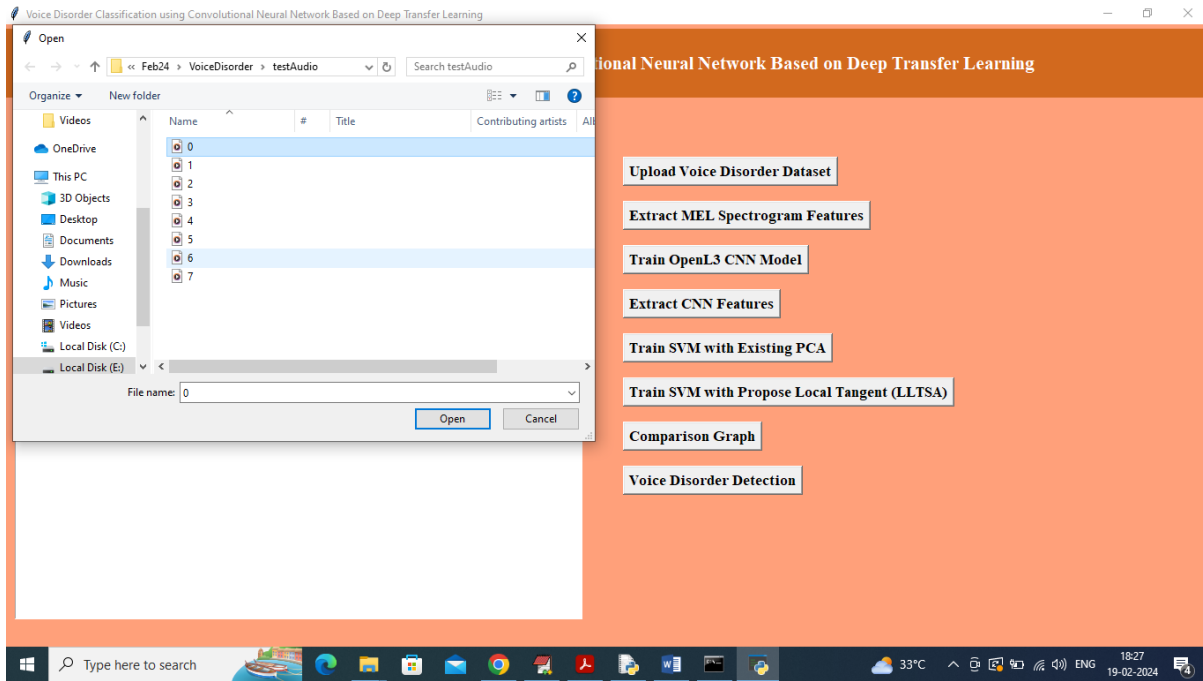 Voice Disorder Classification using Convolutional Neural Network Based on Deep Transfer Learning
Open
« Feb24 › VoiceDisorder › testAudio
Search testAudio
tional Neural Network Based on Deep Transfer Learning
Organize
New folder
?
Name # Title Contributing artists Al
Videos
OneDrive
This PC
3D Objects
Desktop
Documents
Downloads
Music
Pictures
Videos
Local Disk (C:)
Local Disk (E:)
0
1
2
3
4
5
6
7
File name: 0
Open
Cancel
Upload Voice Disorder Dataset
Extract MEL Spectrogram Features
Train OpenL3 CNN Model
Extract CNN Features
Train SVM with Existing PCA
Train SVM with Propose Local Tangent (LLTSA)
Comparison Graph
Voice Disorder Detection
Type here to search
33°C
ENG
18:27
19-02-2024
4